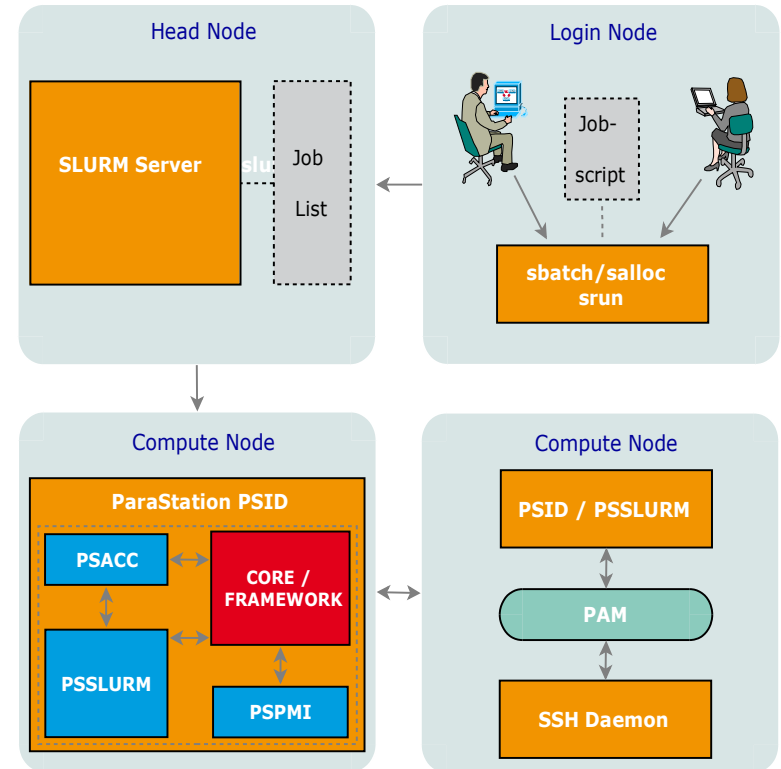 Head Node
SLURM Server
slu
Job
List
Login Node
Job-
script
sbatch/salloc
srun
Compute Node
ParaStation PSID
PSACC
CORE /
FRAMEWORK
PSSLURM
PSPMI
Compute Node
PSID / PSSLURM
PAM
SSH Daemon